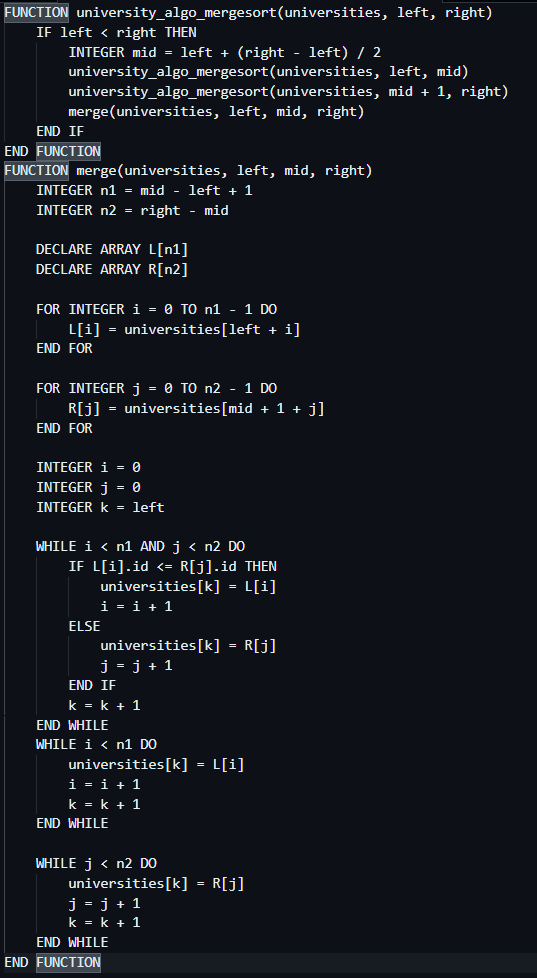 FUNCTION university_algo_mergesort(universities, left, right)
    IF left < right THEN
        INTEGER mid = left + (right - left) / 2
        university_algo_mergesort(universities, left, mid)
        university_algo_mergesort(universities, mid + 1, right)
        merge(universities, left, mid, right)
    END IF
END FUNCTION
FUNCTION merge(universities, left, mid, right)
    INTEGER n1 = mid - left + 1
    INTEGER n2 = right - mid

    DECLARE ARRAY L[n1]
    DECLARE ARRAY R[n2]

    FOR INTEGER i = 0 TO n1 - 1 DO
        L[i] = universities[left + i]
    END FOR

    FOR INTEGER j = 0 TO n2 - 1 DO
        R[j] = universities[mid + 1 + j]
    END FOR

    INTEGER i = 0
    INTEGER j = 0
    INTEGER k = left

    WHILE i < n1 AND j < n2 DO
        IF L[i].id <= R[j].id THEN
            universities[k] = L[i]
            i = i + 1
        ELSE
            universities[k] = R[j]
            j = j + 1
        END IF
        k = k + 1
    END WHILE
    WHILE i < n1 DO
        universities[k] = L[i]
        i = i + 1
        k = k + 1
    END WHILE

    WHILE j < n2 DO
        universities[k] = R[j]
        j = j + 1
        k = k + 1
    END WHILE
END FUNCTION